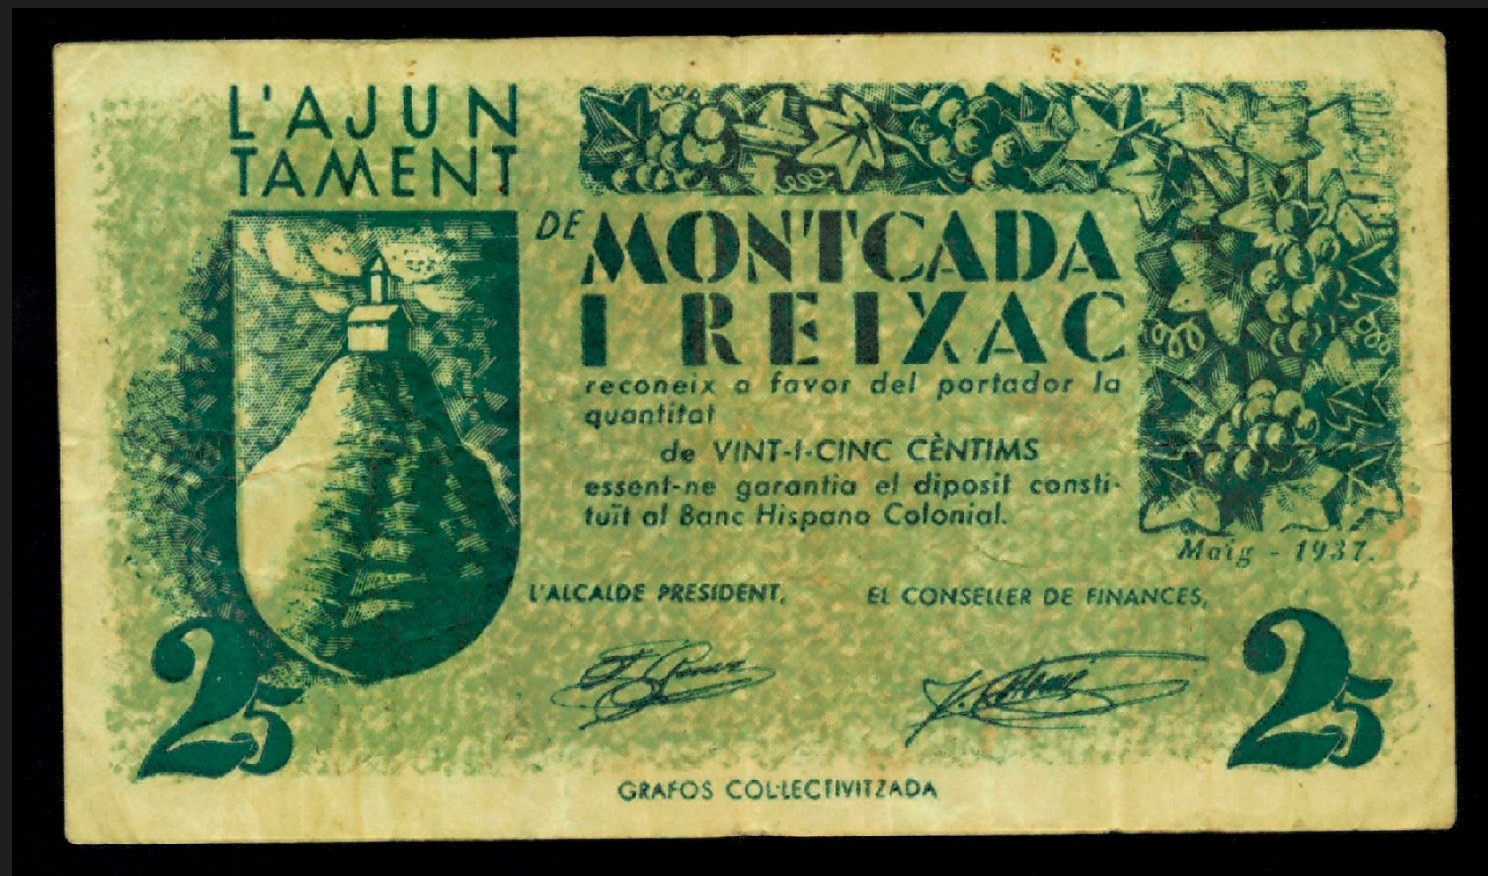 L'AJUN
TAMENT
DE MONTCADA
I REIXAC
reconeix a favor del portador la
quantitat
de VINT-I-CINC CÈNTIMS
essent-ne garantia el diposit consti-
tuït al Banc Hispano Colonial.
Maig - 1937.
L'ALCALDE PRESIDENT,
EL CONSELLER DE FINANCES,
25
25
GRAFOS COL·LECTIVITZADA